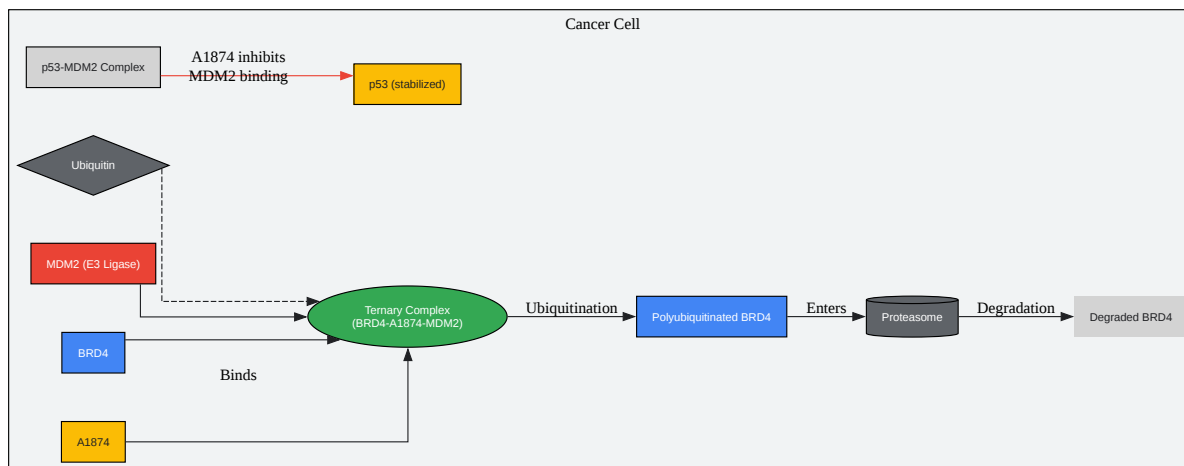 Cancer Cell
p53-MDM2 Complex
A1874 inhibits
MDM2 binding
p53 (stabilized)
Ubiquitin
MDM2 (E3 Ligase)
BRD4
Binds
A1874
Ternary Complex
(BRD4-A1874-MDM2)
Ubiquitination
Polyubiquitinated BRD4
Enters
Proteasome
Degradation
Degraded BRD4